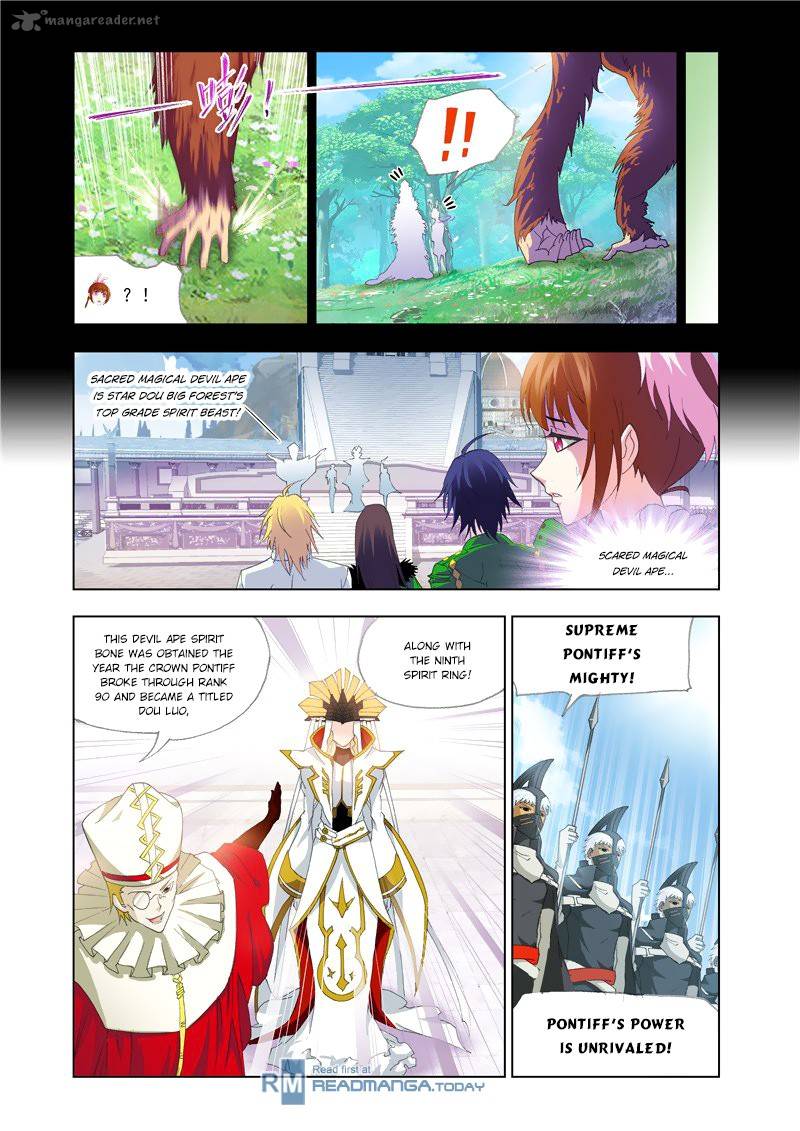 mangareader.net
嘭!
!!
?!
SACRED MAGICAL DEVIL APE
IS STAR DOU BIG FOREST'S
TOP GRADE SPIRIT BEAST!
SCARED MAGICAL
DEVIL APE...
THIS DEVIL APE SPIRIT
BONE WAS OBTAINED THE
YEAR THE CROWN PONTIFF
BROKE THROUGH RANK
90 AND BECAME A TITLED
DOU LUO,
ALONG WITH
THE NINTH
SPIRIT RING!
SUPREME
PONTIFF'S
MIGHTY!
PONTIFF'S POWER
IS UNRIVALED!
RM
Read first at
READMANGA.TODAY